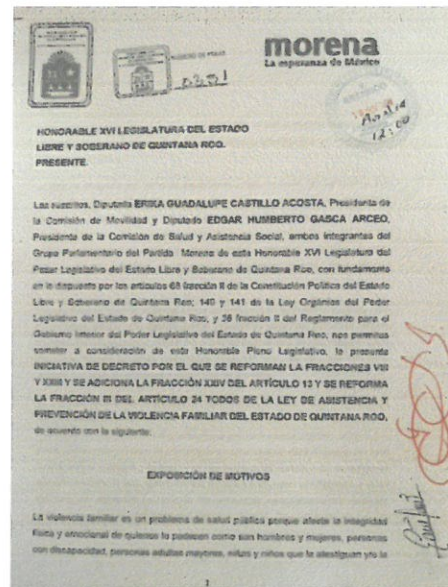 morena
La esperanza de México
0381
12:00
HONORABLE XVI LEGISLATURA DEL ESTADO
LIBRE Y SOBERANO DE QUINTANA ROO.
PRESENTE.
Los suscritos, Diputada ERIKA GUADALUPE CASTILLO ACOSTA, Presidenta de
la Comisión de Movilidad y Diputado EDGAR HUMBERTO GASCA ARCEO,
Presidente de la Comisión de Salud y Asistencia Social, ambos integrantes del
Grupo Parlamentario del Partido Morena de esta Honorable XVI Legislatura del
Poder Legislativo del Estado Libre y Soberano de Quintana Roo, con fundamento
en lo dispuesto por los artículos 68 fracción II de la Constitución Política del Estado
Libre y Soberano de Quintana Roo; 140 y 141 de la Ley Orgánica del Poder
Legislativo del Estado de Quintana Roo, y 36 fracción II del Reglamento para el
Gobierno Interior del Poder Legislativo del Estado de Quintana Roo, nos permitimos
someter a consideración de este Honorable Pleno Legislativo, la presente
INICIATIVA DE DECRETO POR EL QUE SE REFORMAN LA FRACCIONES VIII
Y XXIII Y SE ADICIONA LA FRACCIÓN XXIV DEL ARTÍCULO 13 Y SE REFORMA
LA FRACCIÓN III DEL ARTÍCULO 24 TODOS DE LA LEY DE ASISTENCIA Y
PREVENCIÓN DE LA VIOLENCIA FAMILIAR DEL ESTADO DE QUINTANA ROO,
de acuerdo con la siguiente:
EXPOSICIÓN DE MOTIVOS
La violencia familiar es un problema de salud pública porque afecta la integridad
física y emocional de quienes lo padecen como son hombres y mujeres, personas
con discapacidad, personas adultas mayores, niñas y niños que la atestiguan y/o la
1